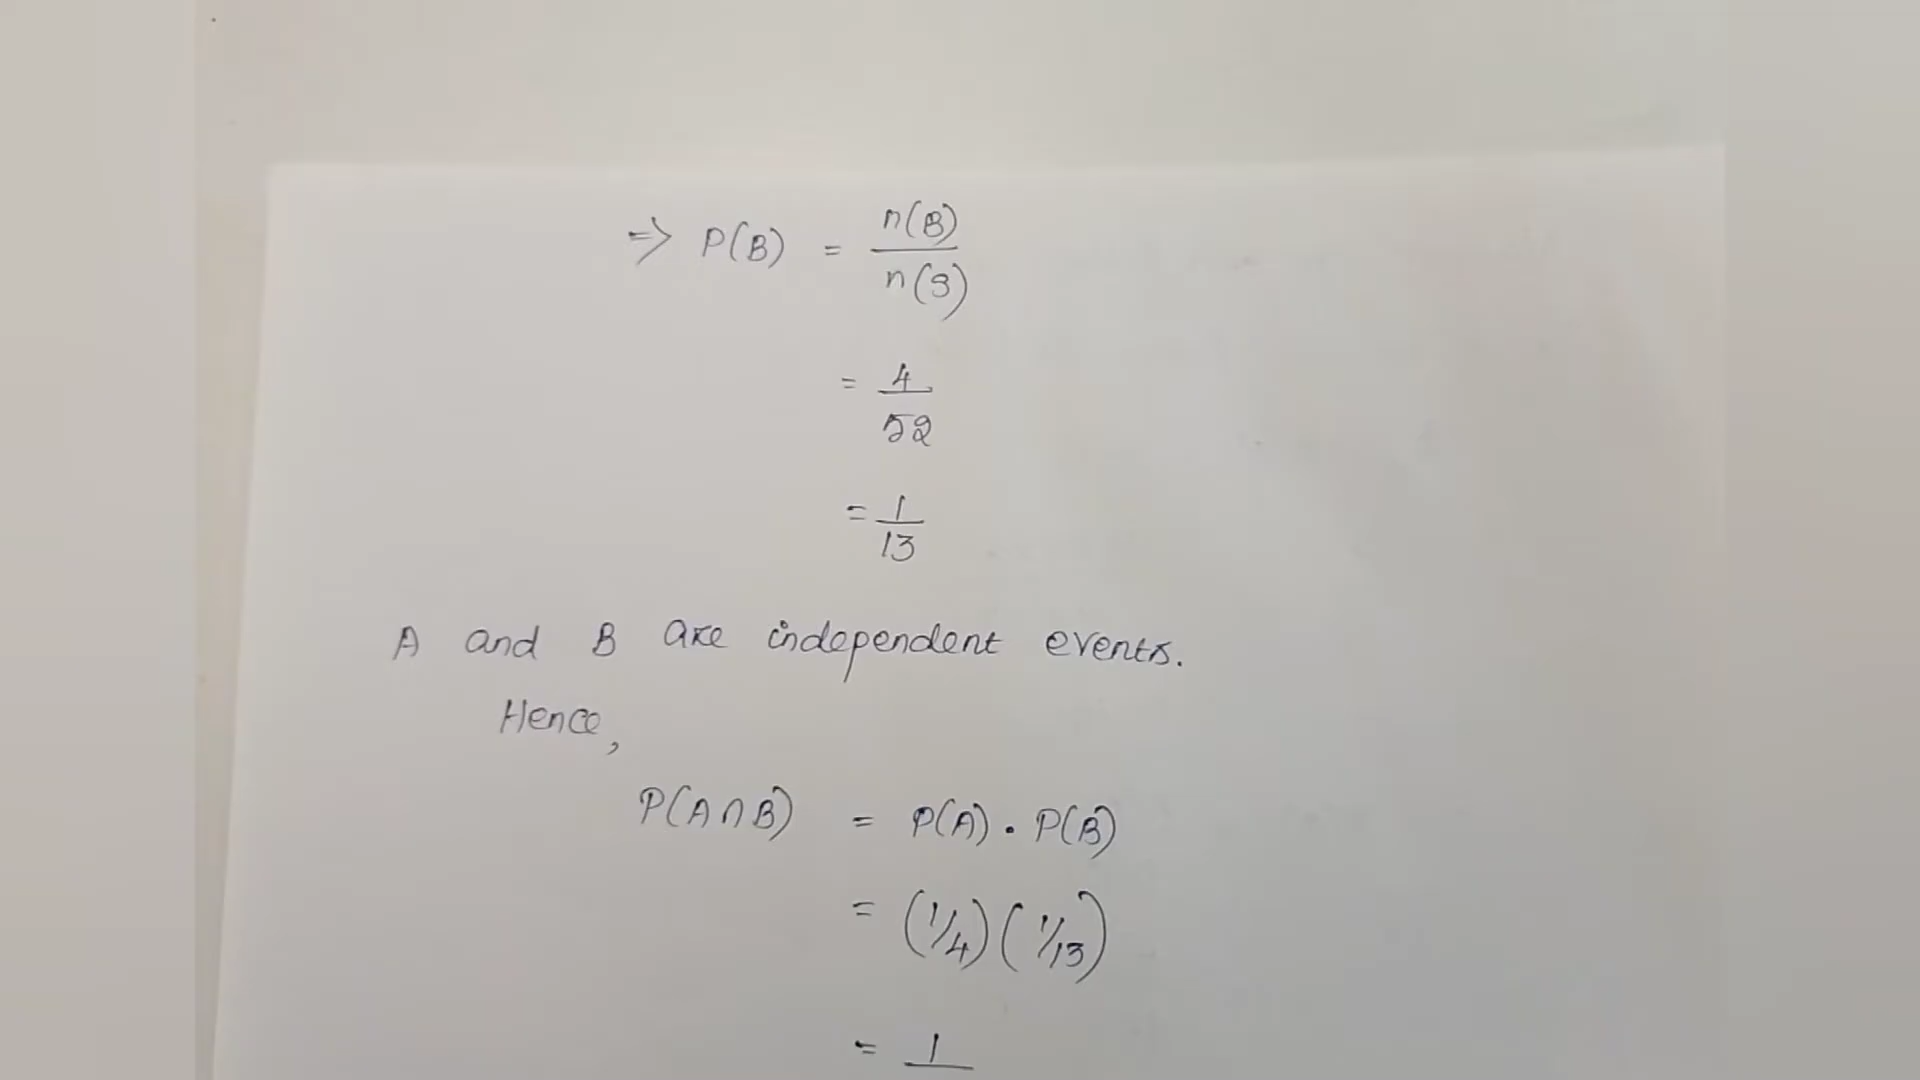 ⇒ P(B) = n(B)/n(S)
= 4/52
= 1/13
A and B are independent events.
Hence,
P(A∩B) = P(A) . P(B)
= (1/4) (1/13)
= 1